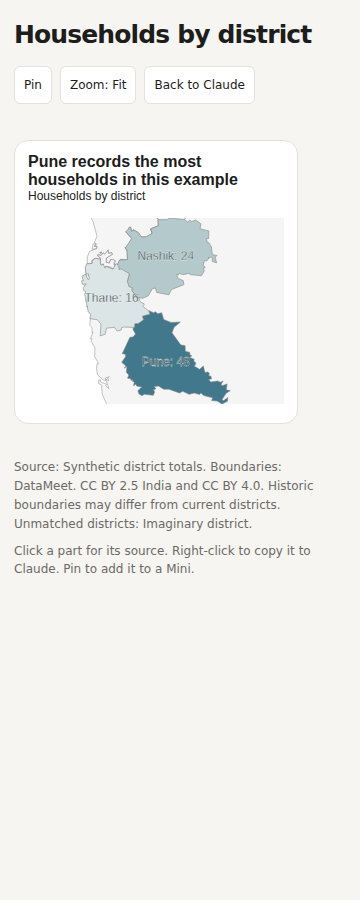 Households by district
Pin
Zoom: Fit
Back to Claude
Pune records the most
households in this example
Households by district
Nashik: 24
Thane: 16
Pune: 48
Source: Synthetic district totals. Boundaries:
DataMeet. CC BY 2.5 India and CC BY 4.0. Historic
boundaries may differ from current districts.
Unmatched districts: Imaginary district.
Click a part for its source. Right-click to copy it to
Claude. Pin to add it to a Mini.